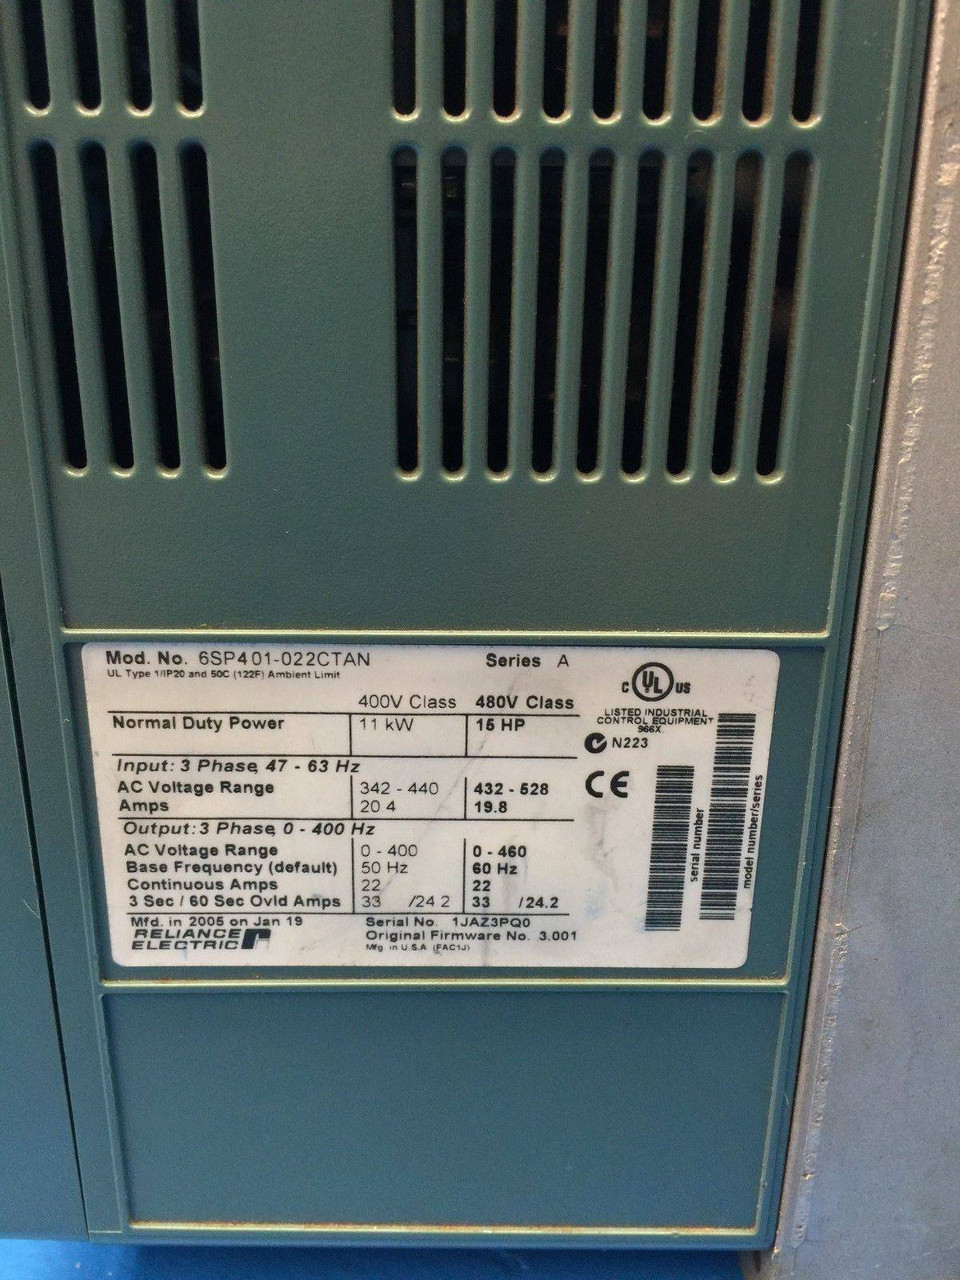 Mod. No. 6SP401-022CTAN Series A
UL Type 1/IP20 and 50C (122F) Ambient Limit
400V Class 480V Class
Normal Duty Power 11 kW 15 HP
Input: 3 Phase, 47 - 63 Hz
AC Voltage Range 342 - 440 432 - 528
Amps 20 4 19.8
Output: 3 Phase, 0 - 400 Hz
AC Voltage Range 0 - 400 0 - 460
Base Frequency (default) 50 Hz 60 Hz
Continuous Amps 22 22
3 Sec / 60 Sec Ovld Amps 33 /24 2 33 /24.2
Mfd. in 2005 on Jan 19 Serial No. 1JAZ3PQ0
RELIANCE
ELECTRIC
Original Firmware No. 3.001
Mfg in U.S.A (FAC1J)
C UL US
LISTED INDUSTRIAL
CONTROL EQUIPMENT
966X
N223
CE
serial number
model number/series